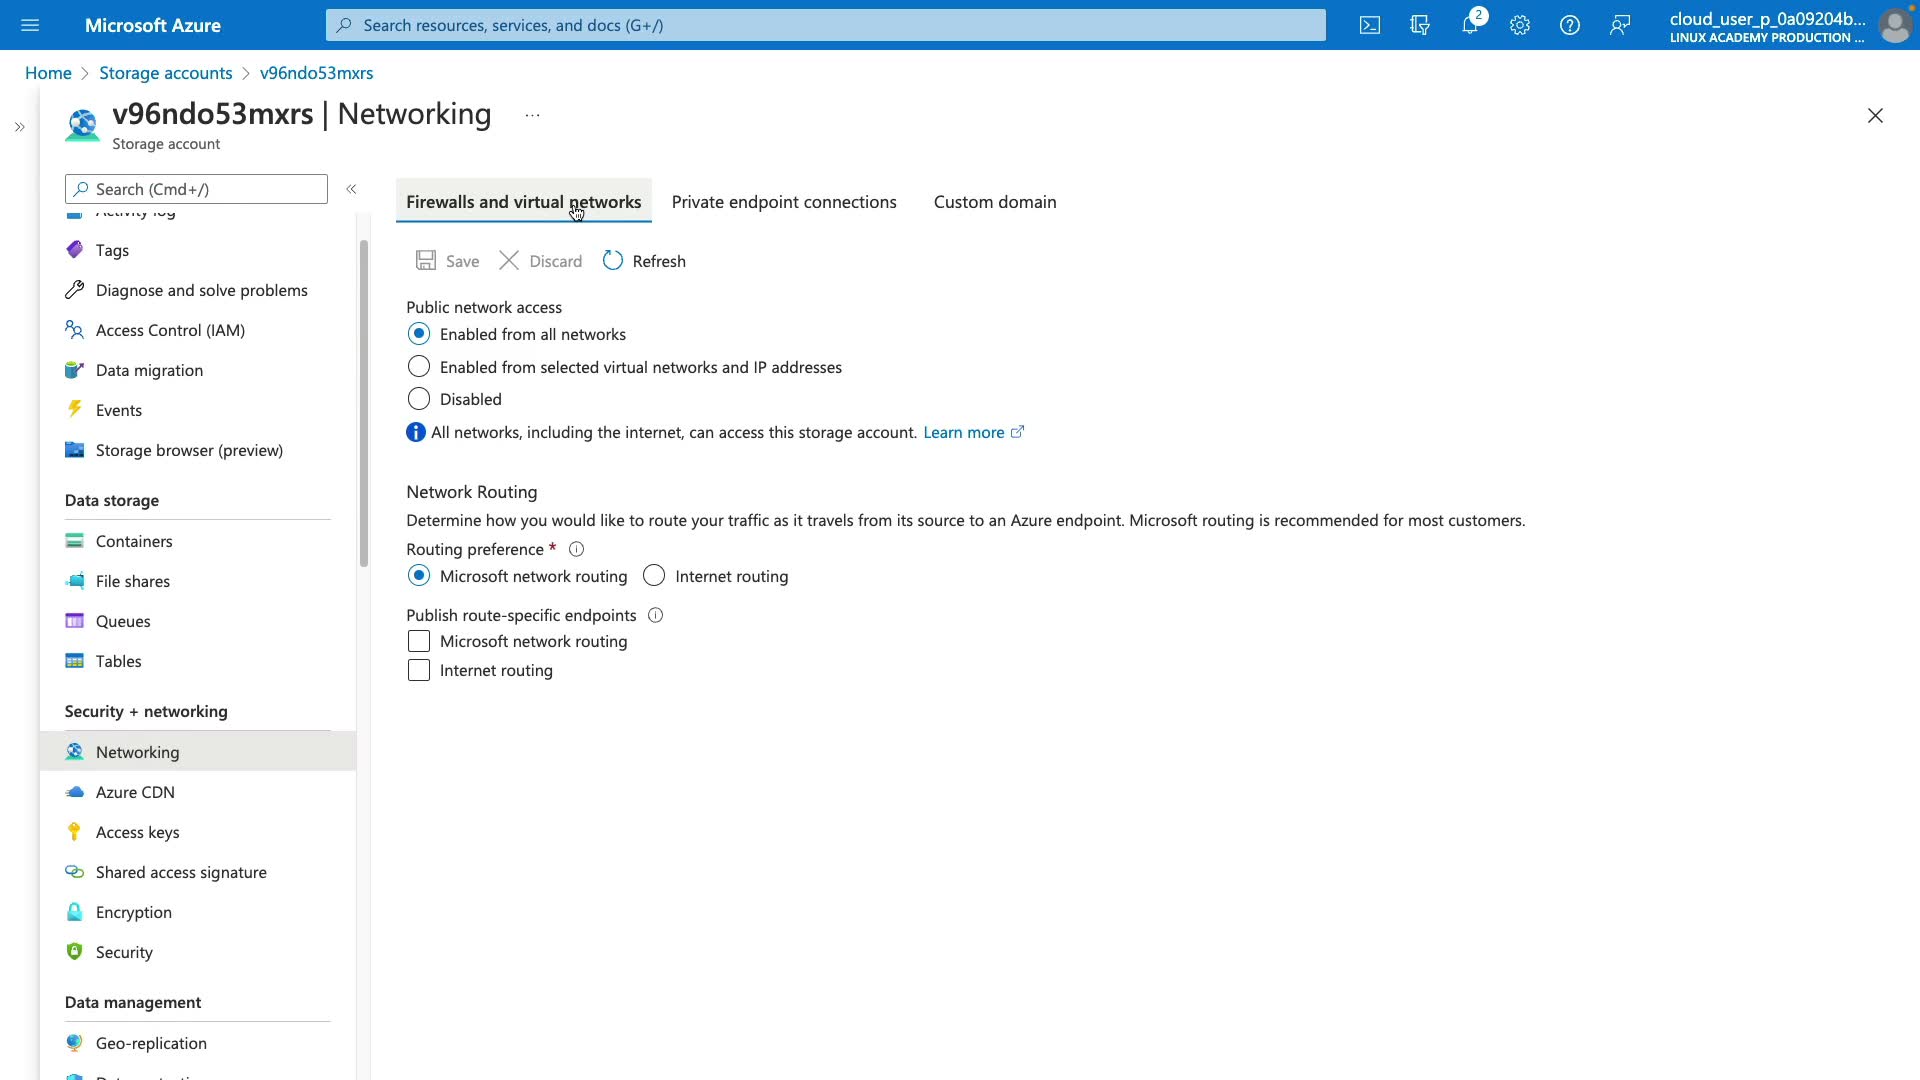 Microsoft Azure
Search resources, services, and docs (G+/)
2
cloud_user_p_0a09204b...
LINUX ACADEMY PRODUCTION ...
Home > Storage accounts > v96ndo53mxrs
»
v96ndo53mxrs | Networking ...
Storage account
Search (Cmd+/)
«
Activity log
Tags
Diagnose and solve problems
Access Control (IAM)
Data migration
Events
Storage browser (preview)
Data storage
Containers
File shares
Queues
Tables
Security + networking
Networking
Azure CDN
Access keys
Shared access signature
Encryption
Security
Data management
Geo-replication
Firewalls and virtual networks
Private endpoint connections
Custom domain
Save
Discard
Refresh
Public network access
Enabled from all networks
Enabled from selected virtual networks and IP addresses
Disabled
All networks, including the internet, can access this storage account. Learn more
Network Routing
Determine how you would like to route your traffic as it travels from its source to an Azure endpoint. Microsoft routing is recommended for most customers.
Routing preference *
Microsoft network routing
Internet routing
Publish route-specific endpoints
Microsoft network routing
Internet routing